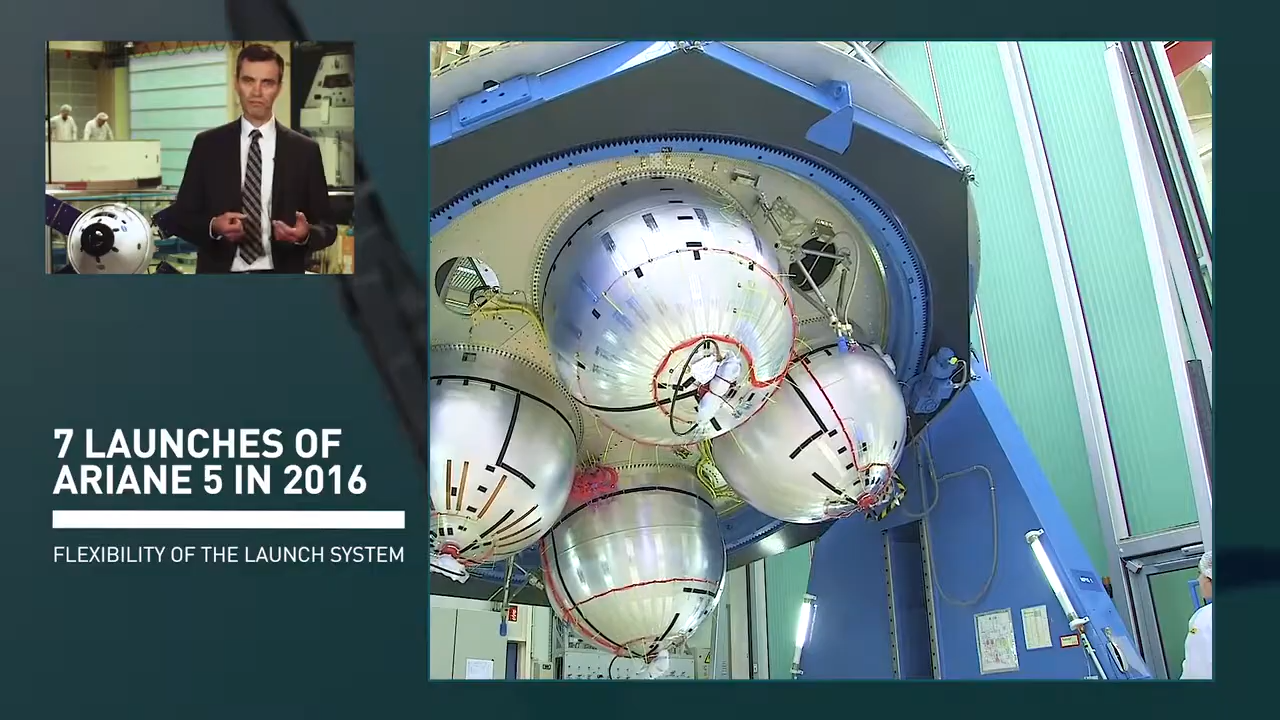 7 LAUNCHES OF
ARIANE 5 IN 2016
FLEXIBILITY OF THE LAUNCH SYSTEM